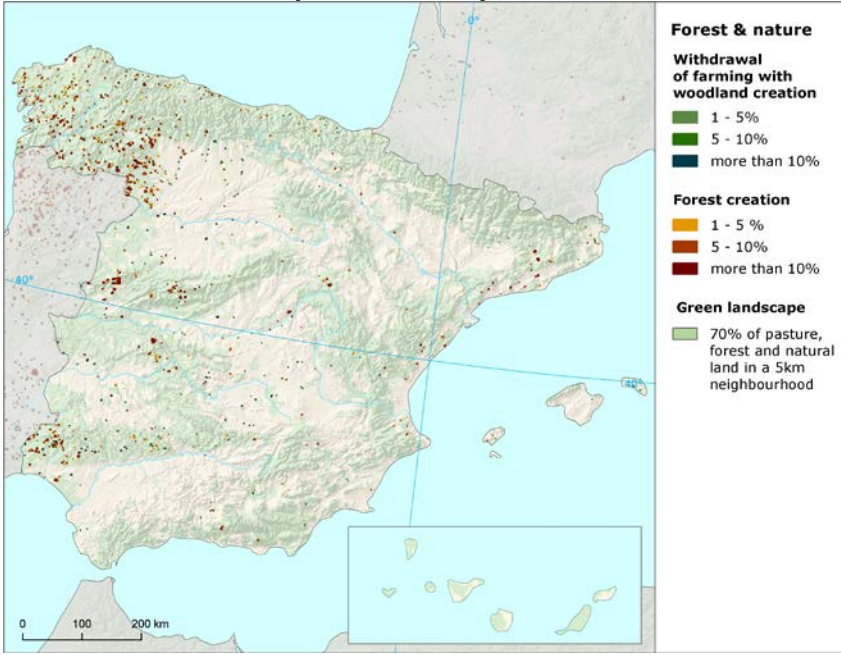 0°
40°
40°
0 100 200 km
Forest & nature
Withdrawal
of farming with
woodland creation
1 - 5%
5 - 10%
more than 10%
Forest creation
1 - 5 %
5 - 10%
more than 10%
Green landscape
70% of pasture,
forest and natural
land in a 5km
neighbourhood